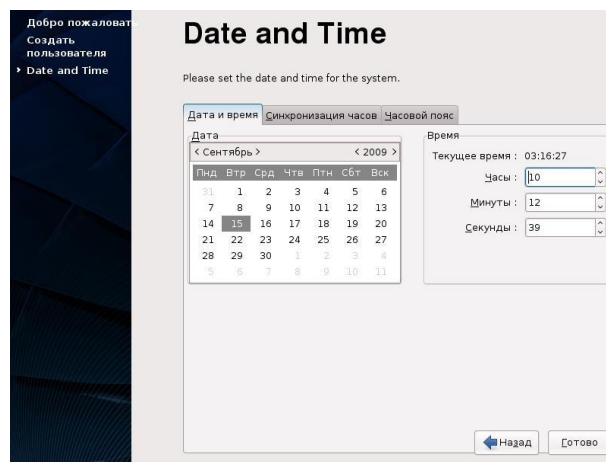 Добро пожаловат
Создать
пользователя
Date and Time
Date and Time
Please set the date and time for the system.
Дата и время Синхронизация часов Часовой пояс
Дата
< Сентябрь > < 2009 >
Пнд Втр Срд Чтв Птн Сбт Вск
31 1 2 3 4 5 6
7 8 9 10 11 12 13
14 15 16 17 18 19 20
21 22 23 24 25 26 27
28 29 30 1 2 3 4
5 6 7 8 9 10 11
Время
Текущее время : 03:16:27
Часы : 10
Минуты : 12
Секунды : 39
Назад Готово